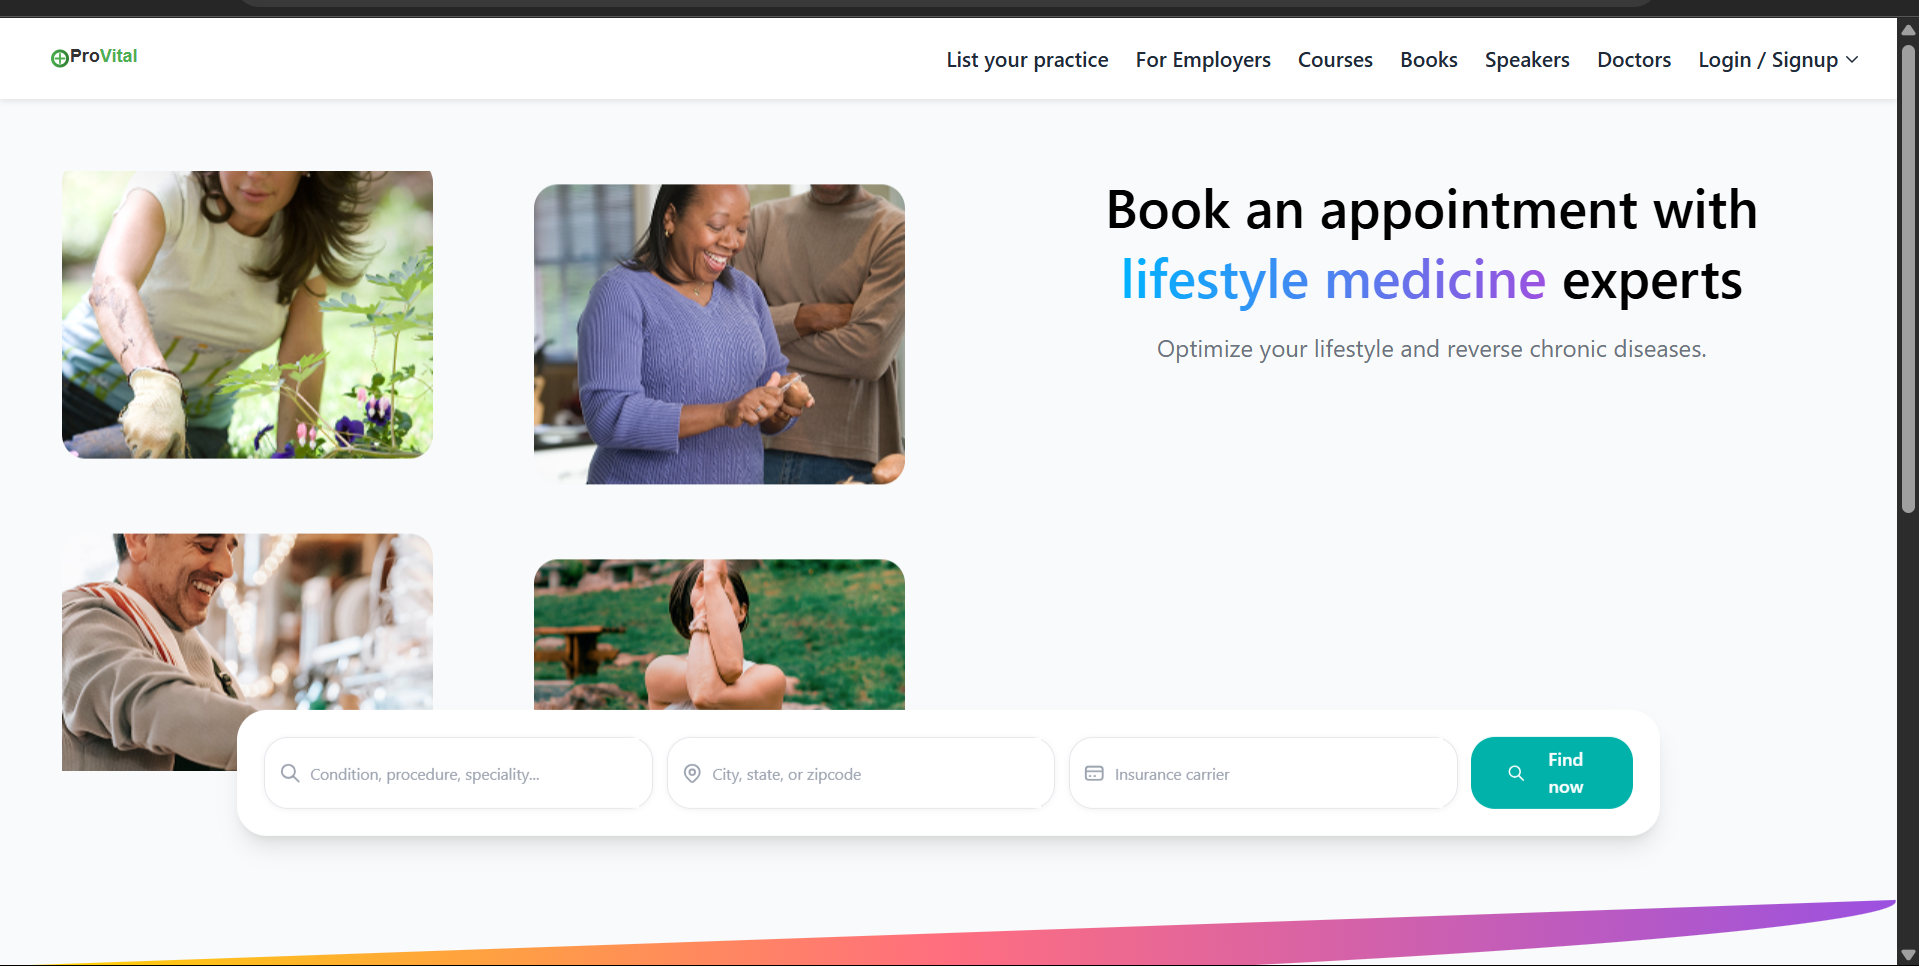 ProVital
List your practice
For Employers
Courses
Books
Speakers
Doctors
Login / Signup
Book an appointment with
lifestyle medicine experts
Optimize your lifestyle and reverse chronic diseases.
Condition, procedure, speciality...
City, state, or zipcode
Insurance carrier
Find
now